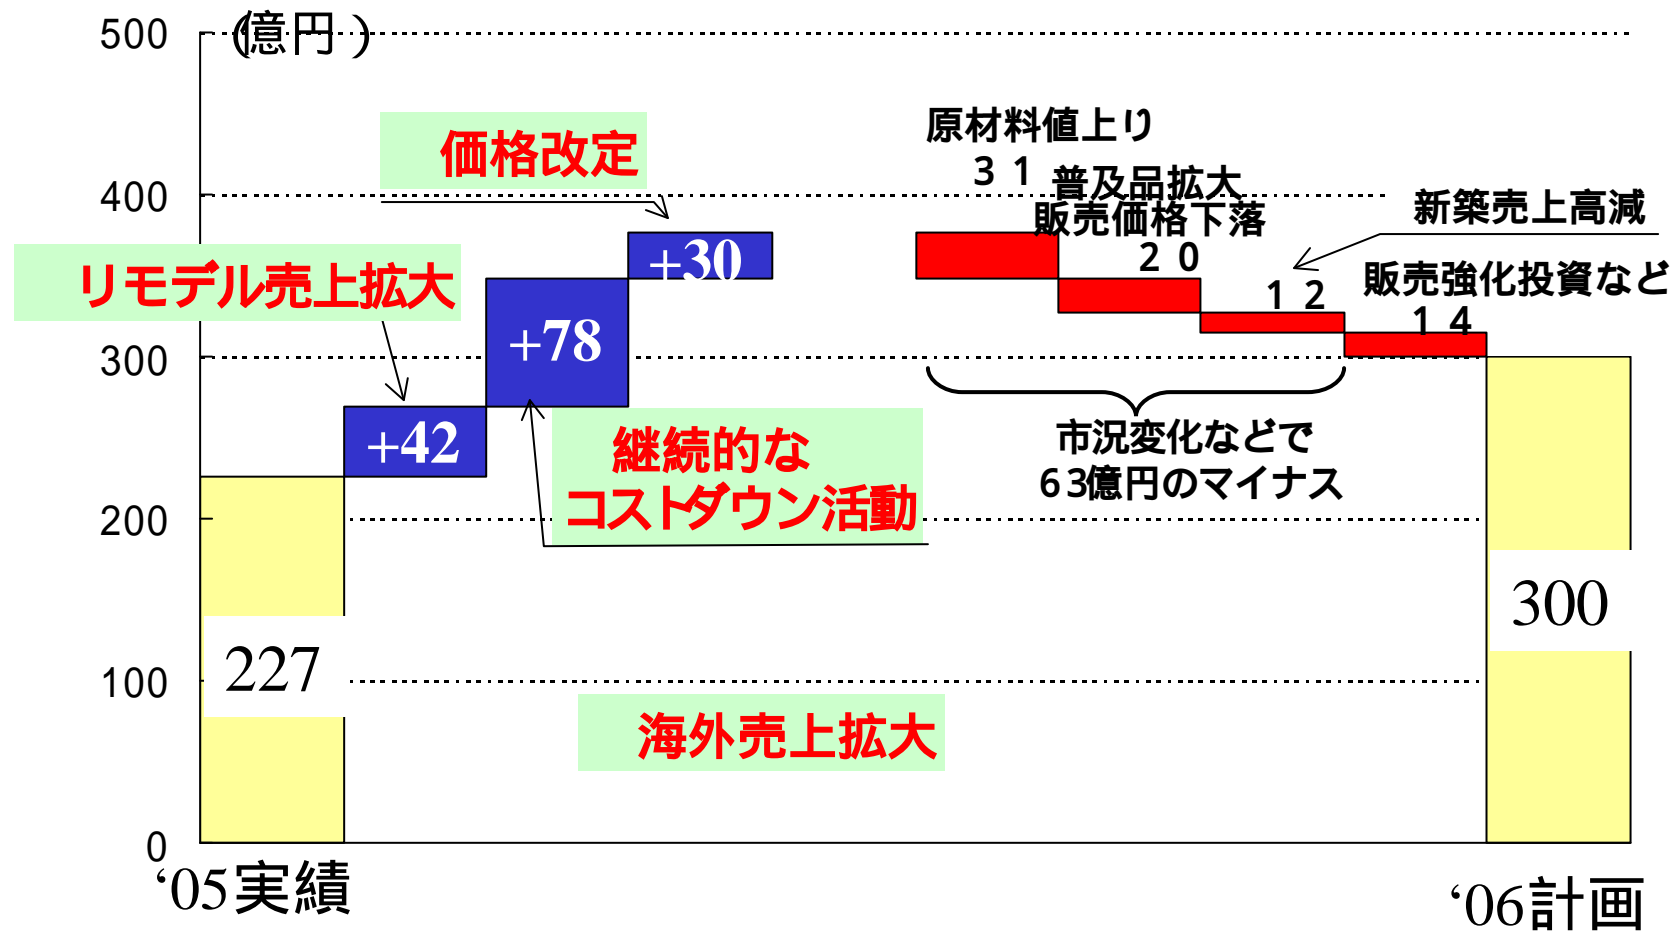 (億円)
500
400
300
200
100
0
価格改定
リモデル売上拡大
+30
+78
+42
継続的な
コストダウン活動
海外売上拡大
原材料値上り
31
普及品拡大
販売価格下落
20
新築売上高減
12
販売強化投資など
14
市況変化などで
63億円のマイナス
227
300
‘05実績
‘06計画